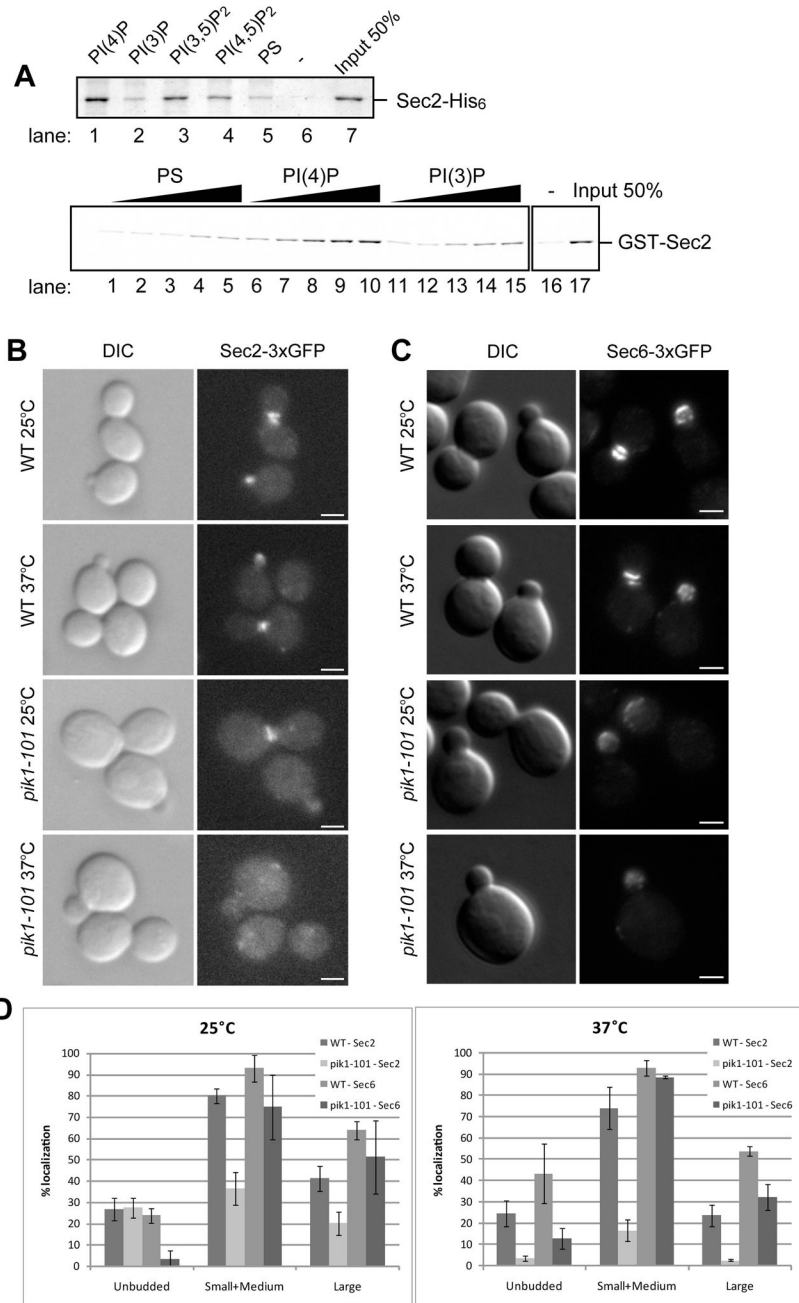 A
PI(4)P PI(3)P PI(3,5)P2 PI(4,5)P2 PS - Input 50%
Sec2-His6
lane: 1 2 3 4 5 6 7
PS PI(4)P PI(3)P - Input 50%
GST-Sec2
lane: 1 2 3 4 5 6 7 8 9 10 11 12 13 14 15 16 17
B
DIC Sec2-3xGFP
WT 25°C
WT 37°C
pik1-101 25°C
pik1-101 37°C
C
DIC Sec6-3xGFP
WT 25°C
WT 37°C
pik1-101 25°C
pik1-101 37°C
D
25°C
WT - Sec2
pik1-101 - Sec2
WT - Sec6
pik1-101 - Sec6
% localization
100
90
80
70
60
50
40
30
20
10
0
Unbudded Small+Medium Large
37°C
WT - Sec2
pik1-101 - Sec2
WT - Sec6
pik1-101 - Sec6
% localization
100
90
80
70
60
50
40
30
20
10
0
Unbudded Small+Medium Large